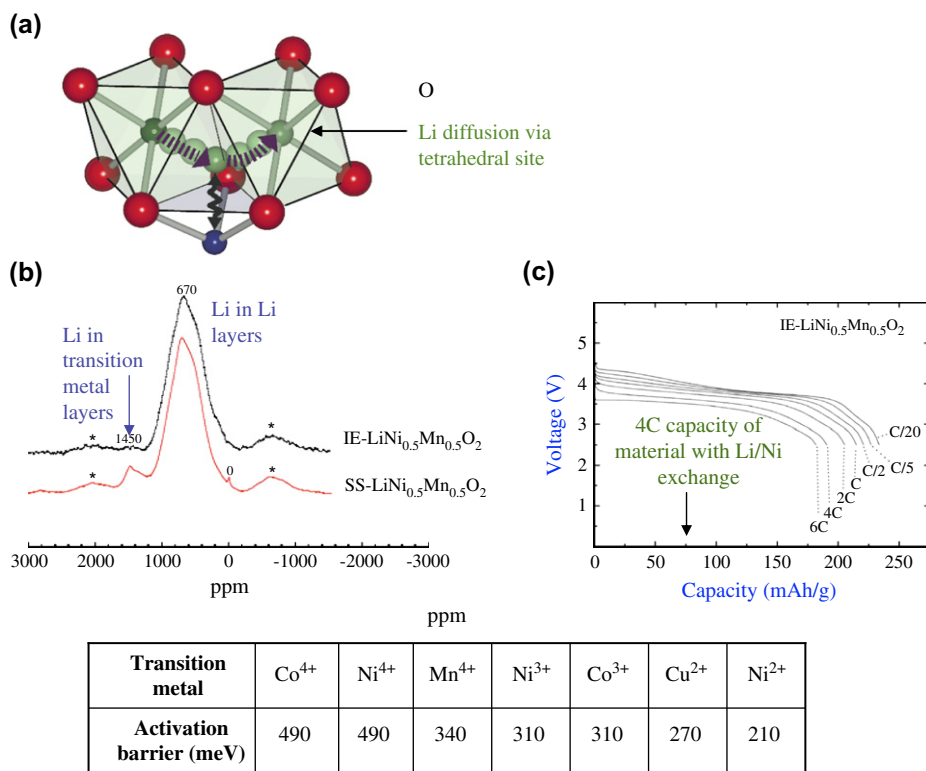 (a)
O
Li diffusion via
tetrahedral site
(b)
670
Li in Li
layers
Li in
transition
metal
layers
* 1450 *
IE-LiNi0.5Mn0.5O2
* 0 *
SS-LiNi0.5Mn0.5O2
3000 2000 1000 0 -1000 -2000 -3000
ppm
(c)
IE-LiNi0.5Mn0.5O2
5
4
3
2
1
Voltage (V)
4C capacity of
material with Li/Ni
exchange
C/20
C/5
C/2
C
2C
4C
6C
0 50 100 150 200 250
Capacity (mAh/g)
ppm
Transition
metal
Co4+ Ni4+ Mn4+ Ni3+ Co3+ Cu2+ Ni2+
Activation
barrier (meV)
490 490 340 310 310 270 210